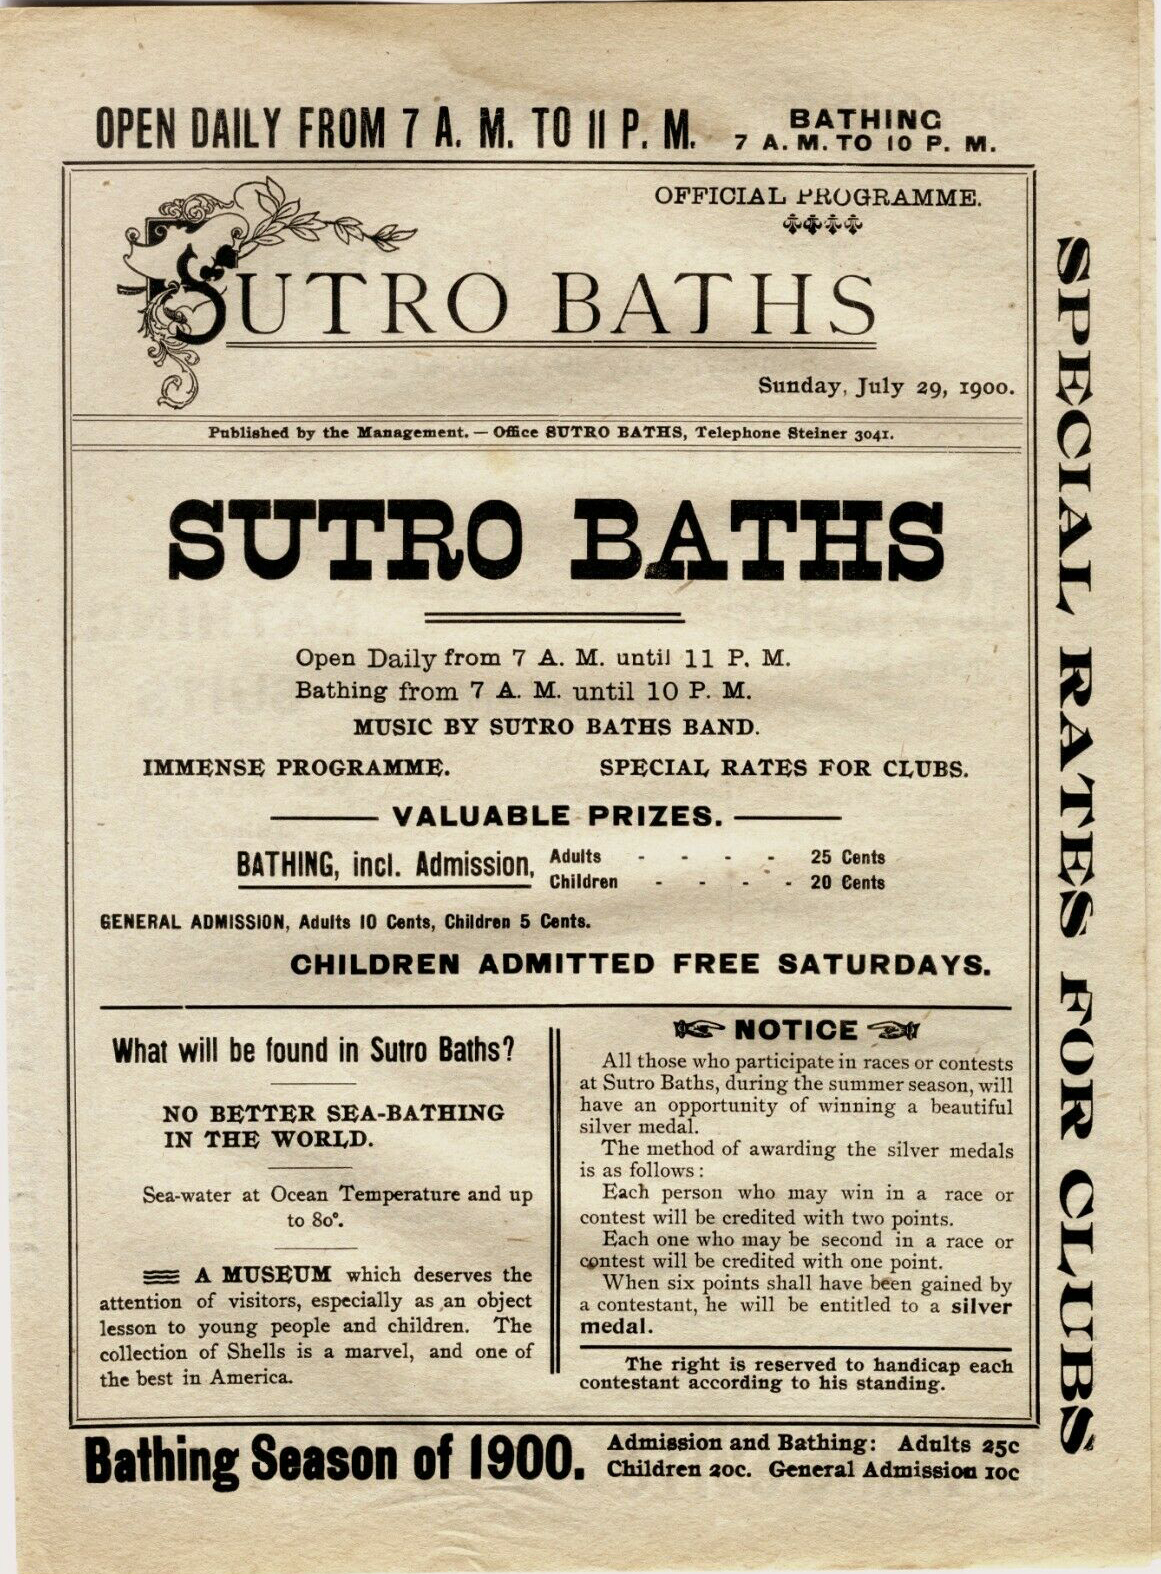 OPEN DAILY FROM 7 A. M. TO 11 P. M.
BATHING
7 A. M. TO 10 P. M.
OFFICIAL PROGRAMME.
SUTRO BATHS
Sunday, July 29, 1900.
Published by the Management. — Office SUTRO BATHS, Telephone Steiner 3041.
SUTRO BATHS
Open Daily from 7 A. M. until 11 P. M.
Bathing from 7 A. M. until 10 P. M.
MUSIC BY SUTRO BATHS BAND.
IMMENSE PROGRAMME. SPECIAL RATES FOR CLUBS.
VALUABLE PRIZES.
BATHING, incl. Admission,
Adults - - - - 25 Cents
Children - - - - 20 Cents
GENERAL ADMISSION, Adults 10 Cents, Children 5 Cents.
CHILDREN ADMITTED FREE SATURDAYS.
What will be found in Sutro Baths?
NO BETTER SEA-BATHING
IN THE WORLD.
Sea-water at Ocean Temperature and up
to 80°.
A MUSEUM which deserves the
attention of visitors, especially as an object
lesson to young people and children. The
collection of Shells is a marvel, and one of
the best in America.
NOTICE
All those who participate in races or contests
at Sutro Baths, during the summer season, will
have an opportunity of winning a beautiful
silver medal.
The method of awarding the silver medals
is as follows:
Each person who may win in a race or
contest will be credited with two points.
Each one who may be second in a race or
contest will be credited with one point.
When six points shall have been gained by
a contestant, he will be entitled to a silver
medal.
The right is reserved to handicap each
contestant according to his standing.
Bathing Season of 1900.
Admission and Bathing: Adults 25c
Children 20c. General Admission 10c
SPECIAL RATES FOR CLUBS